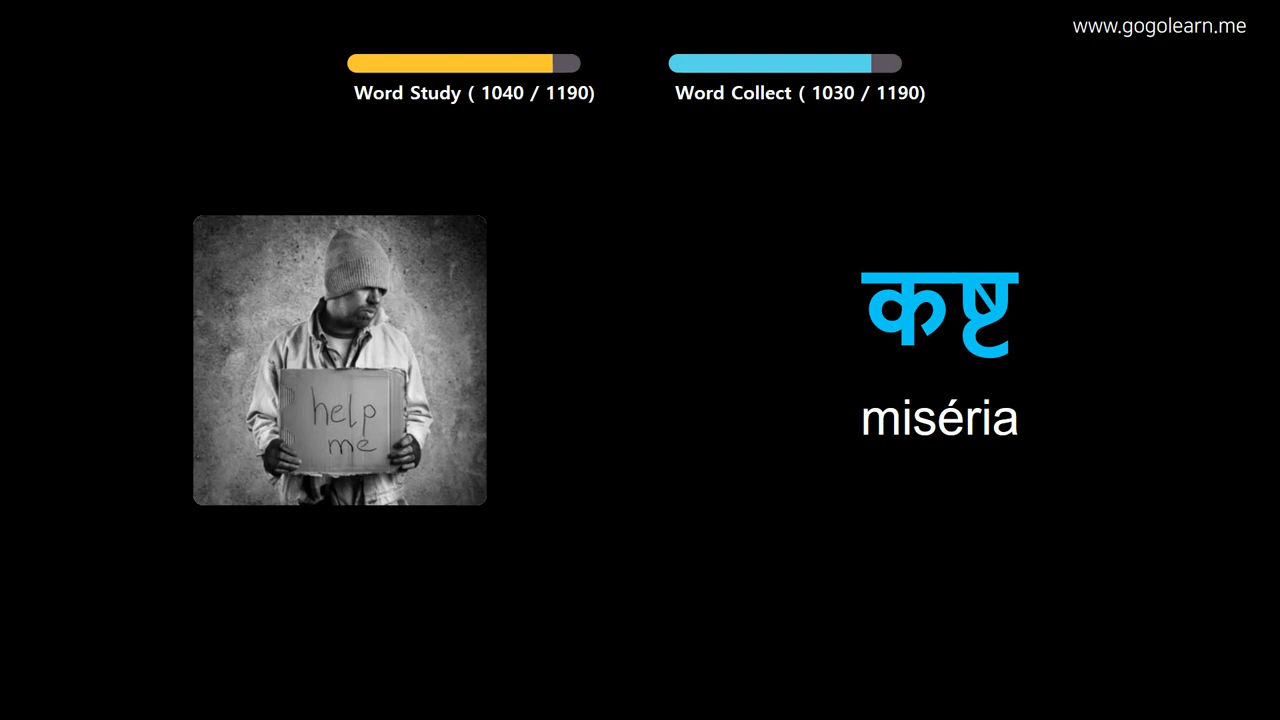 www.gogolearn.me
Word Study ( 1040 / 1190)
Word Collect ( 1030 / 1190)
कष्ट
miséria
help
me